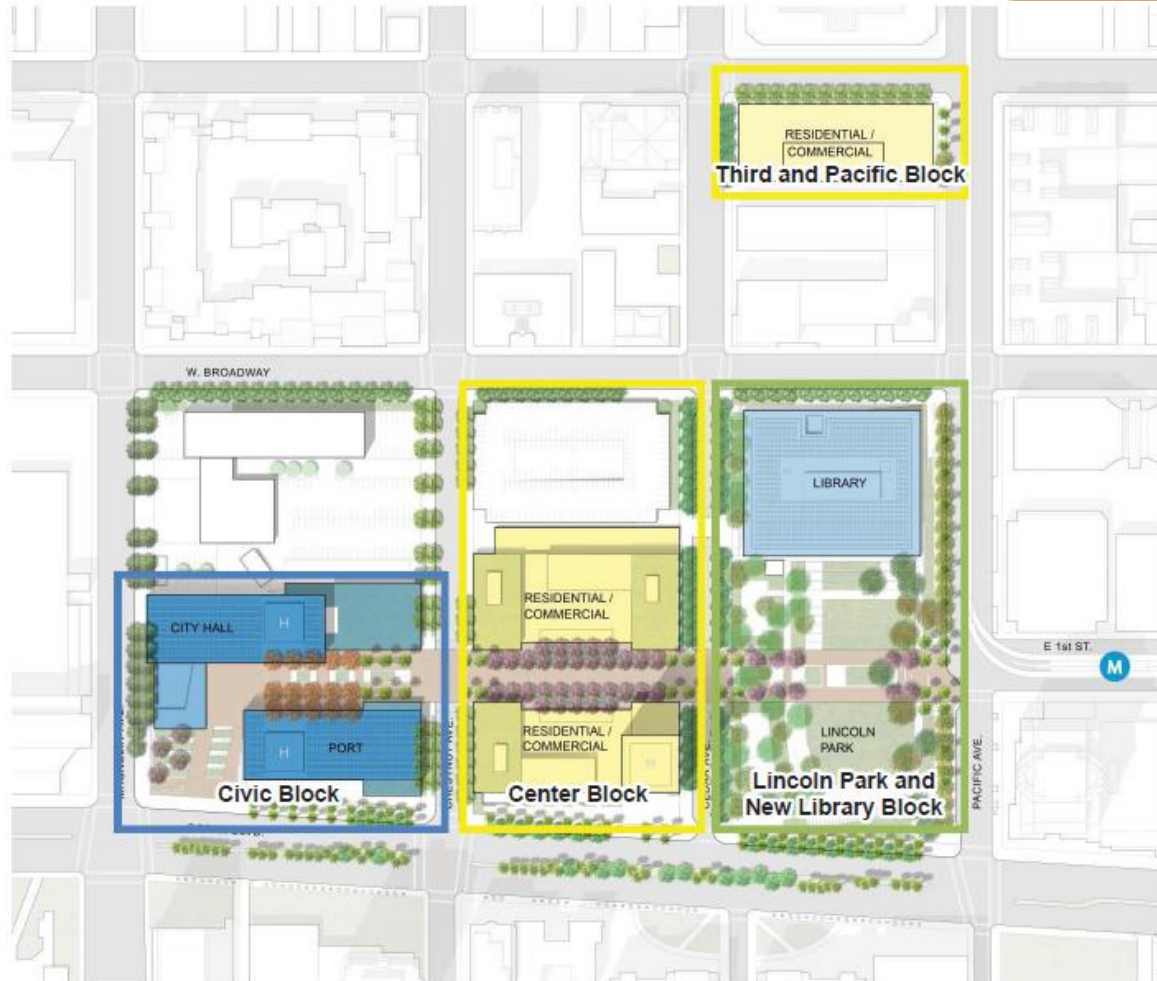 RESIDENTIAL /
COMMERCIAL
Third and Pacific Block
W. BROADWAY
LIBRARY
RESIDENTIAL /
COMMERCIAL
CITY HALL
H
E 1st ST.
M
PORT
H
RESIDENTIAL /
COMMERCIAL
H
LINCOLN
PARK
Civic Block
Center Block
Lincoln Park and
New Library Block
PACIFIC AVE.